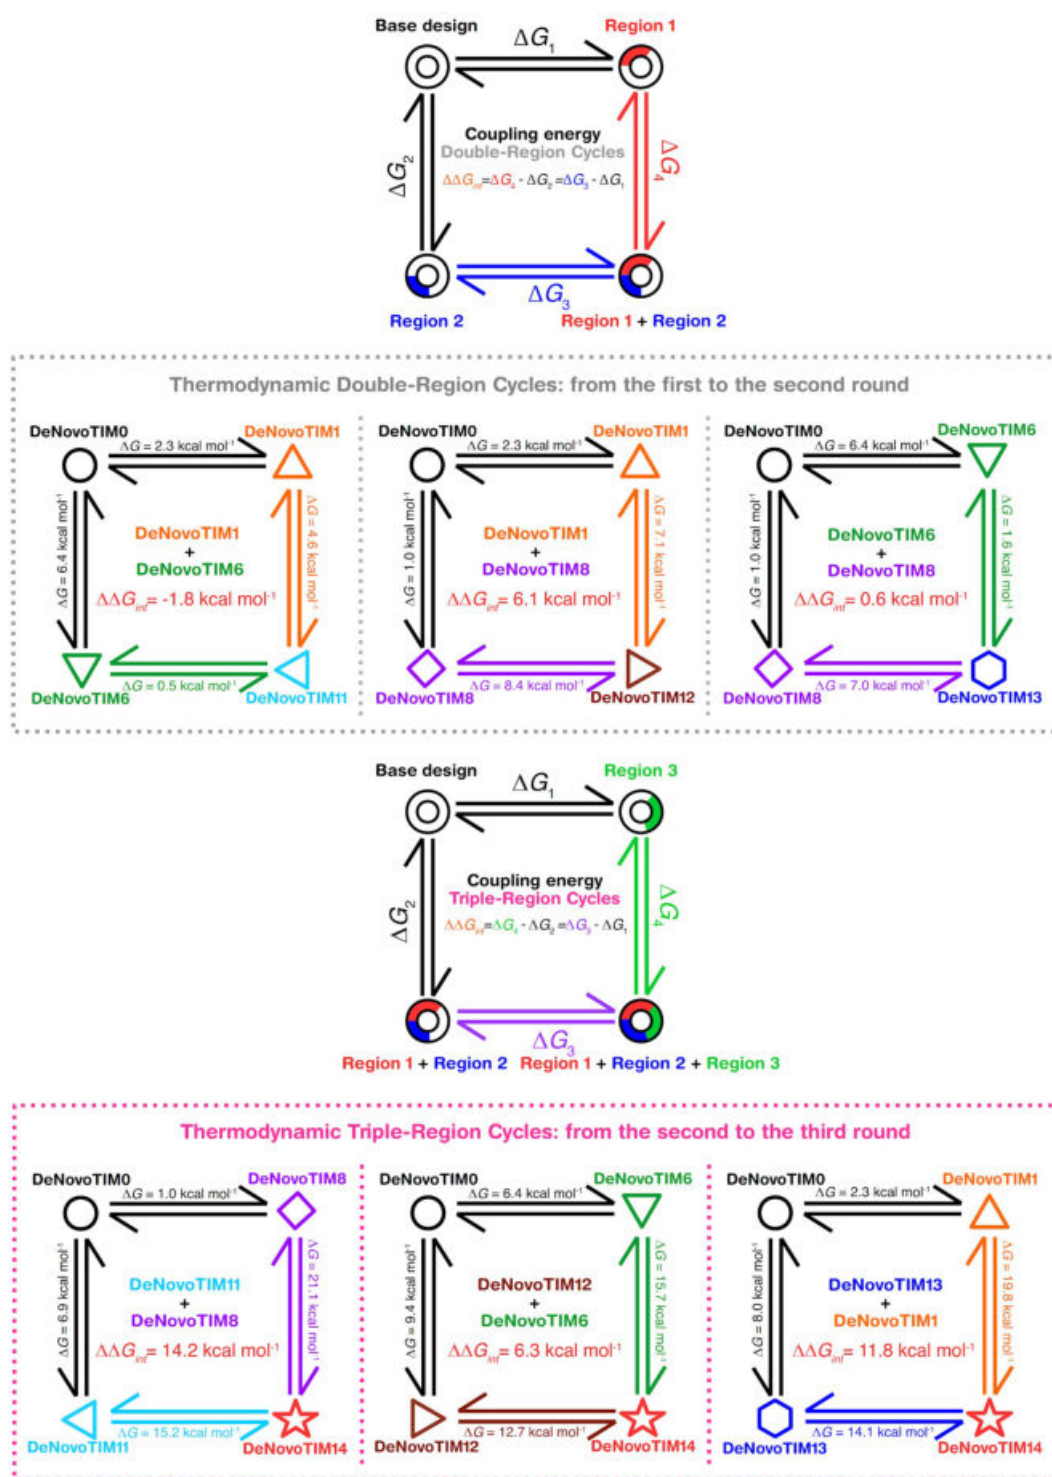 Base design Region 1
ΔG₁
ΔG₂
Coupling energy
Double-Region Cycles
ΔΔGᵢₙₜ=ΔG₄ - ΔG₂ =ΔG₃ - ΔG₁
ΔG₄
ΔG₃
Region 2 Region 1 + Region 2
Thermodynamic Double-Region Cycles: from the first to the second round
DeNovoTIM0 DeNovoTIM1
ΔG = 2.3 kcal mol⁻¹
ΔG = 6.4 kcal mol⁻¹
DeNovoTIM1
+
DeNovoTIM6
ΔΔGᵢₙₜ= -1.8 kcal mol⁻¹
ΔG = 4.6 kcal mol⁻¹
ΔG = 0.5 kcal mol⁻¹
DeNovoTIM6 DeNovoTIM11
DeNovoTIM0 DeNovoTIM1
ΔG = 2.3 kcal mol⁻¹
ΔG = 1.0 kcal mol⁻¹
DeNovoTIM1
+
DeNovoTIM8
ΔΔGᵢₙₜ= 6.1 kcal mol⁻¹
ΔG = 7.1 kcal mol⁻¹
ΔG = 8.4 kcal mol⁻¹
DeNovoTIM8 DeNovoTIM12
DeNovoTIM0 DeNovoTIM6
ΔG = 6.4 kcal mol⁻¹
ΔG = 1.0 kcal mol⁻¹
DeNovoTIM6
+
DeNovoTIM8
ΔΔGᵢₙₜ= 0.6 kcal mol⁻¹
ΔG = 1.6 kcal mol⁻¹
ΔG = 7.0 kcal mol⁻¹
DeNovoTIM8 DeNovoTIM13
Base design Region 3
ΔG₁
ΔG₂
Coupling energy
Triple-Region Cycles
ΔΔGᵢₙₜ=ΔG₄ - ΔG₂ =ΔG₃ - ΔG₁
ΔG₄
ΔG₃
Region 1 + Region 2 Region 1 + Region 2 + Region 3
Thermodynamic Triple-Region Cycles: from the second to the third round
DeNovoTIM0 DeNovoTIM8
ΔG = 1.0 kcal mol⁻¹
ΔG = 6.9 kcal mol⁻¹
DeNovoTIM11
+
DeNovoTIM8
ΔΔGᵢₙₜ= 14.2 kcal mol⁻¹
ΔG = 21.1 kcal mol⁻¹
ΔG = 15.2 kcal mol⁻¹
DeNovoTIM11 DeNovoTIM14
DeNovoTIM0 DeNovoTIM6
ΔG = 6.4 kcal mol⁻¹
ΔG = 9.4 kcal mol⁻¹
DeNovoTIM12
+
DeNovoTIM6
ΔΔGᵢₙₜ= 6.3 kcal mol⁻¹
ΔG = 15.7 kcal mol⁻¹
ΔG = 12.7 kcal mol⁻¹
DeNovoTIM12 DeNovoTIM14
DeNovoTIM0 DeNovoTIM1
ΔG = 2.3 kcal mol⁻¹
ΔG = 8.0 kcal mol⁻¹
DeNovoTIM13
+
DeNovoTIM1
ΔΔGᵢₙₜ= 11.8 kcal mol⁻¹
ΔG = 19.8 kcal mol⁻¹
ΔG = 14.1 kcal mol⁻¹
DeNovoTIM13 DeNovoTIM14